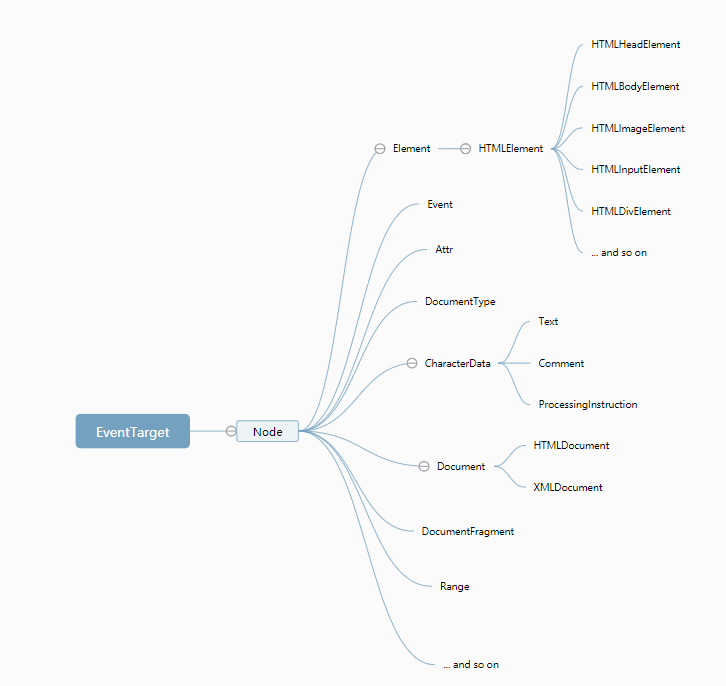 HTMLHeadElement
HTMLBodyElement
HTMLImageElement
Element
HTMLElement
HTMLInputElement
HTMLDivElement
Event
Attr
... and so on
DocumentType
Text
CharacterData
Comment
ProcessingInstruction
EventTarget
Node
HTMLDocument
Document
XMLDocument
DocumentFragment
Range
... and so on